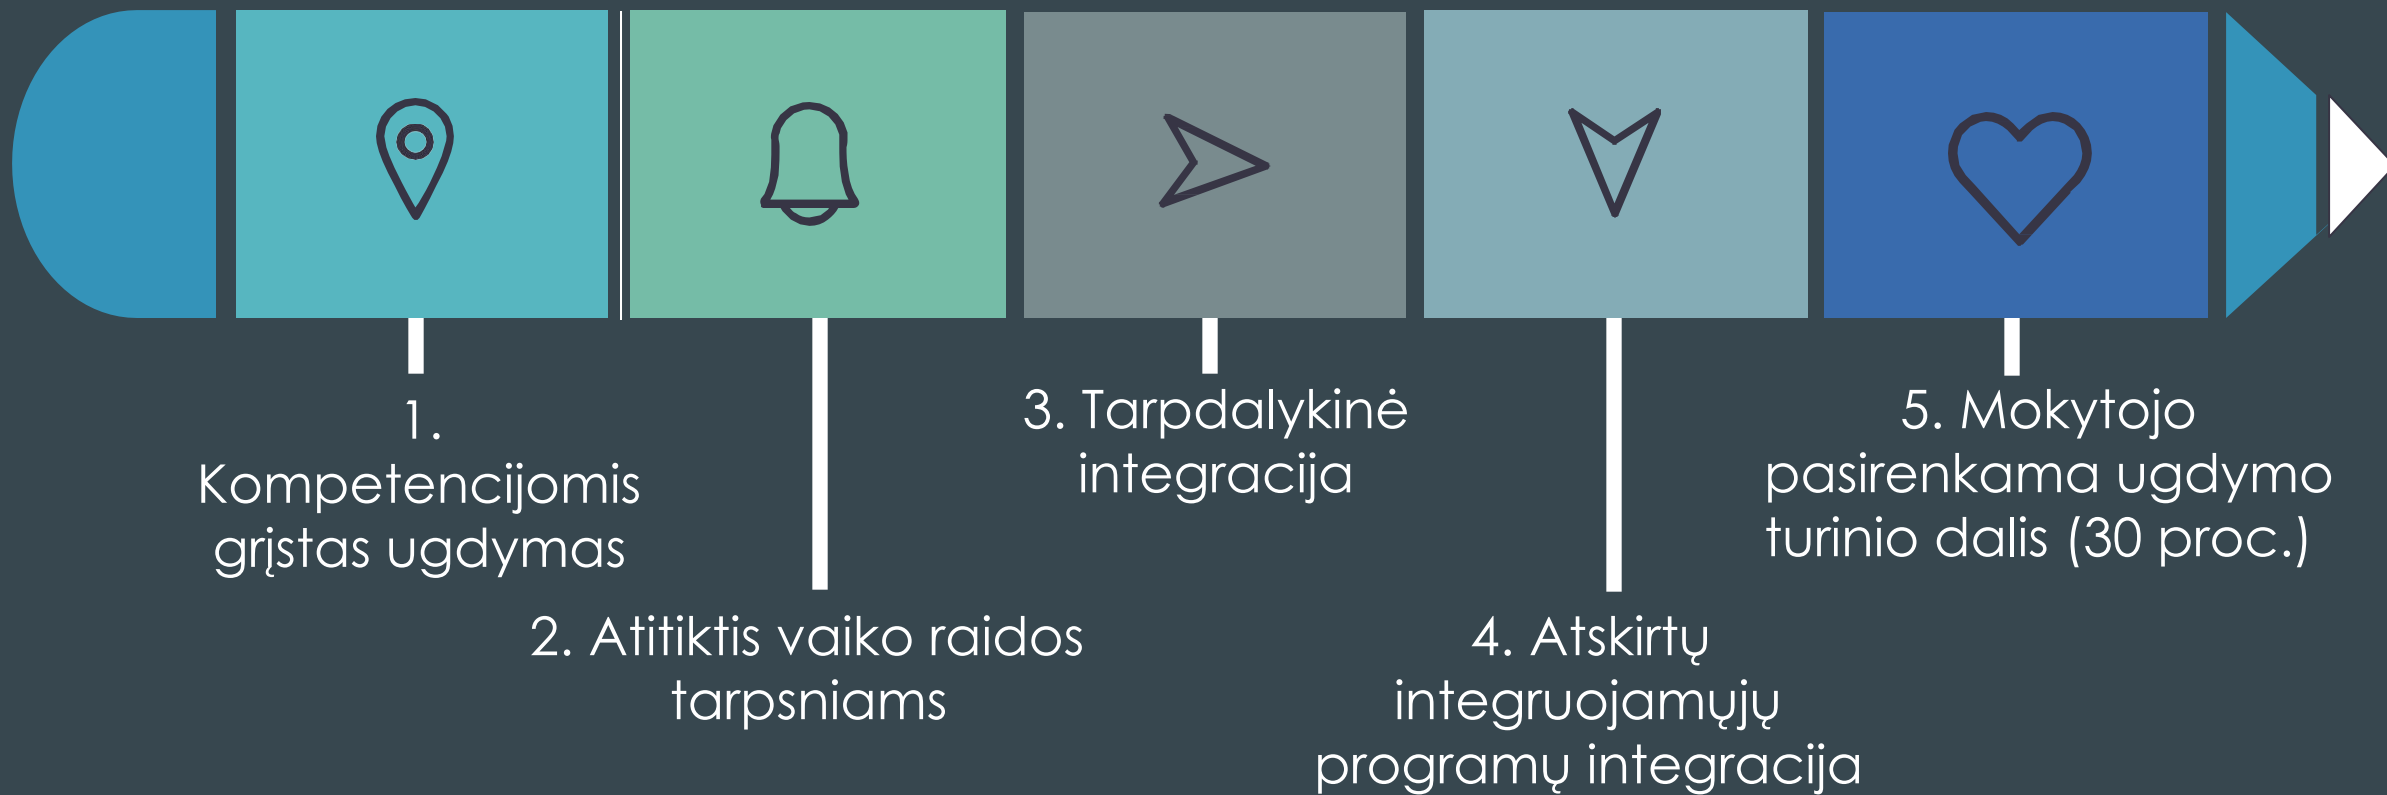 1.
Kompetencijomis
grįstas ugdymas
2. Atitiktis vaiko raidos
tarpsniams
3. Tarpdalykinė
integracija
4. Atskirtų
integruojamųjų
programų integracija
5. Mokytojo
pasirenkama ugdymo
turinio dalis (30 proc.)